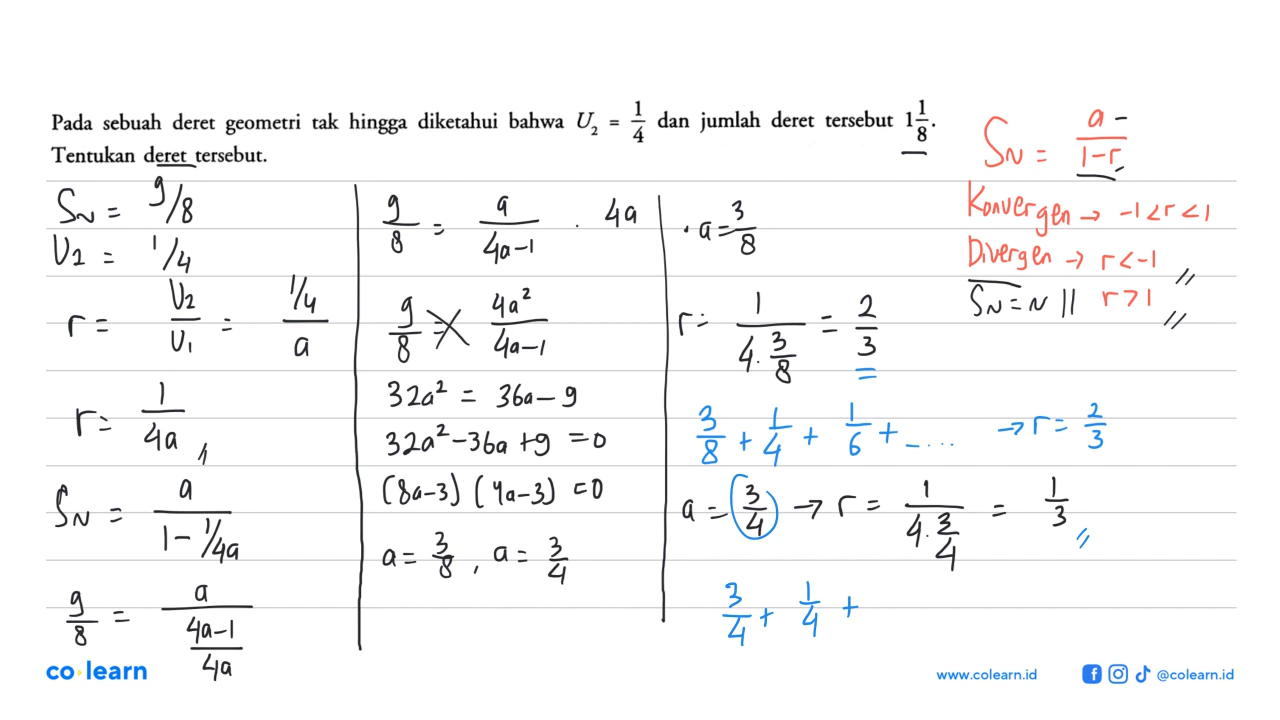 Pada sebuah deret geometri tak hingga diketahui bahwa U₂ = 1/4 dan jumlah deret tersebut 1 1/8.
Tentukan deret tersebut.
S_N = 9/8
U2 = 1/4
r = U2/U1 = (1/4)/a
r = 1/(4a)
S_N = a/(1 - 1/4a)
9/8 = a/((4a-1)/4a)
9/8 = a/(4a-1) · 4a
9/8 = 4a²/(4a-1)
32a² = 36a - 9
32a² - 36a + 9 = 0
(8a-3) (4a-3) = 0
a = 3/8, a = 3/4
· a = 3/8
r = 1/(4 · 3/8) = 2/3
3/8 + 1/4 + 1/6 + ..... → r = 2/3
a = 3/4 → r = 1/(4 · 3/4) = 1/3
3/4 + 1/4 +
S_N = a/(1-r)
Konvergen → -1 < r < 1
Divergen → r < -1
S_N = N || r > 1
co learn
www.colearn.id
@colearn.id